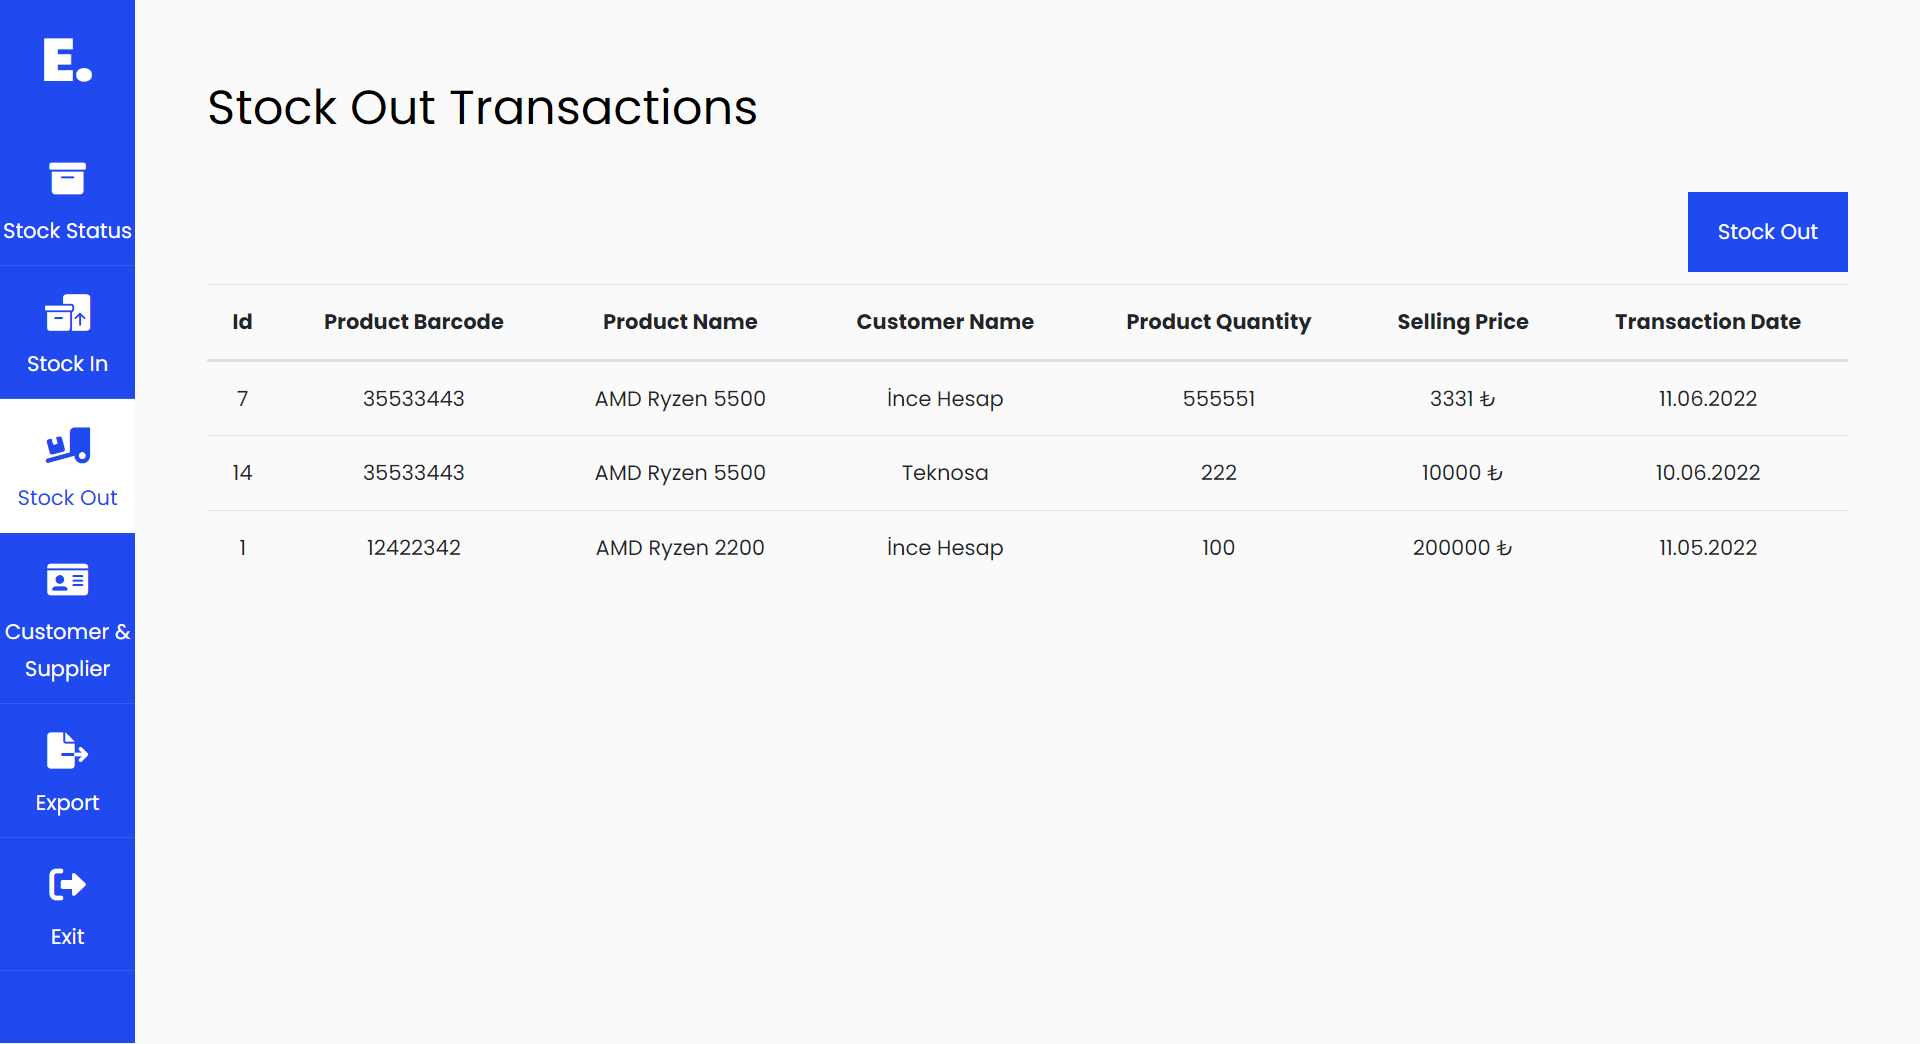 E.
Stock Status
Stock In
Stock Out
Customer &
Supplier
Export
Exit
Stock Out Transactions
Stock Out
Id Product Barcode Product Name Customer Name Product Quantity Selling Price Transaction Date
7 35533443 AMD Ryzen 5500 İnce Hesap 555551 3331 ₺ 11.06.2022
14 35533443 AMD Ryzen 5500 Teknosa 222 10000 ₺ 10.06.2022
1 12422342 AMD Ryzen 2200 İnce Hesap 100 200000 ₺ 11.05.2022